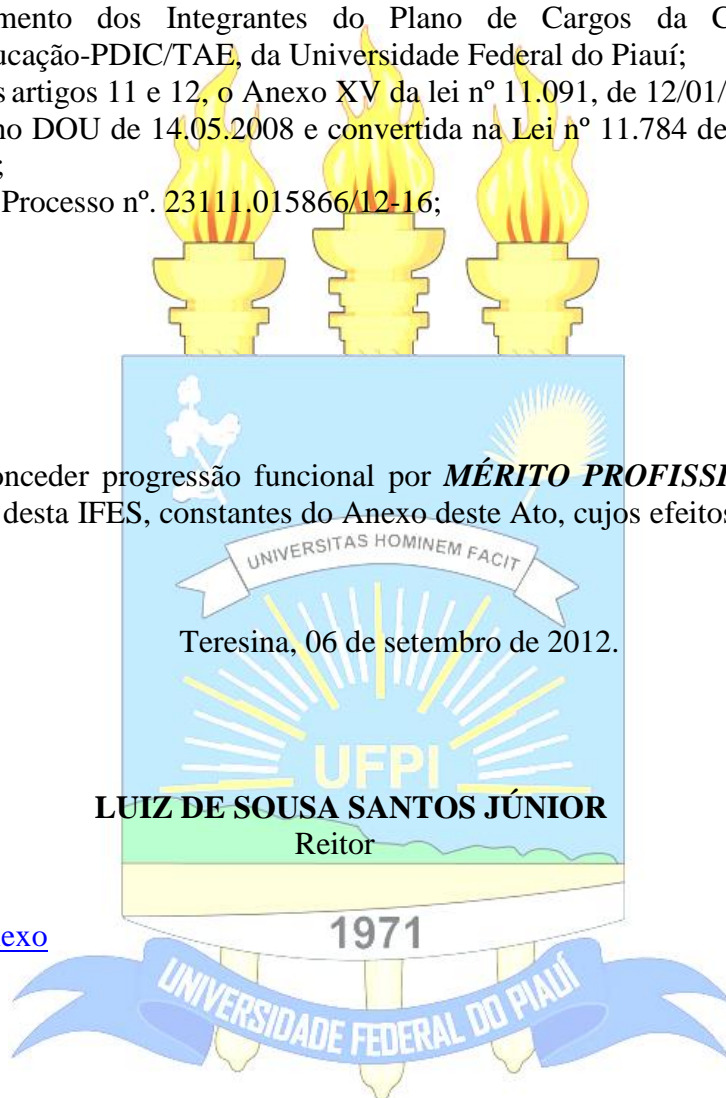 mento dos Integrantes do Plano de Cargos da C
ucação-PDIC/TAE, da Universidade Federal do Piauí;
s artigos 11 e 12, o Anexo XV da lei nº 11.091, de 12/01/
no DOU de 14.05.2008 e convertida na Lei nº 11.784 de
;
Processo nº. 23111.015866/12-16;
onceder progressão funcional por MÉRITO PROFISSI
desta IFES, constantes do Anexo deste Ato, cujos efeitos
UNIVERSITAS HOMINEM FACIT
Teresina, 06 de setembro de 2012.
UFPI
LUIZ DE SOUSA SANTOS JÚNIOR
Reitor
1971
exo
UNIVERSIDADE FEDERAL DO PIAUÍ